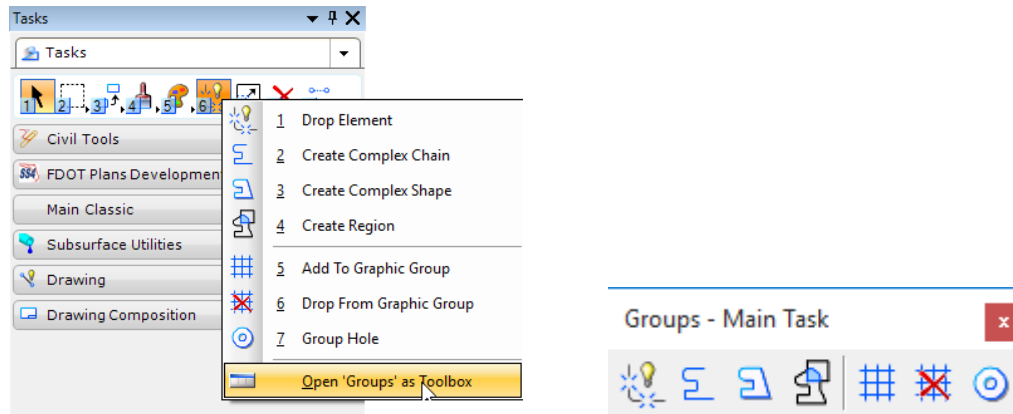 Tasks
Tasks
1 2 3 4 5 6
1 Drop Element
Civil Tools
2 Create Complex Chain
SS4 FDOT Plans Developmen
3 Create Complex Shape
Main Classic
4 Create Region
Subsurface Utilities
5 Add To Graphic Group
Drawing
6 Drop From Graphic Group
Drawing Composition
7 Group Hole
Open 'Groups' as Toolbox
Groups - Main Task
x